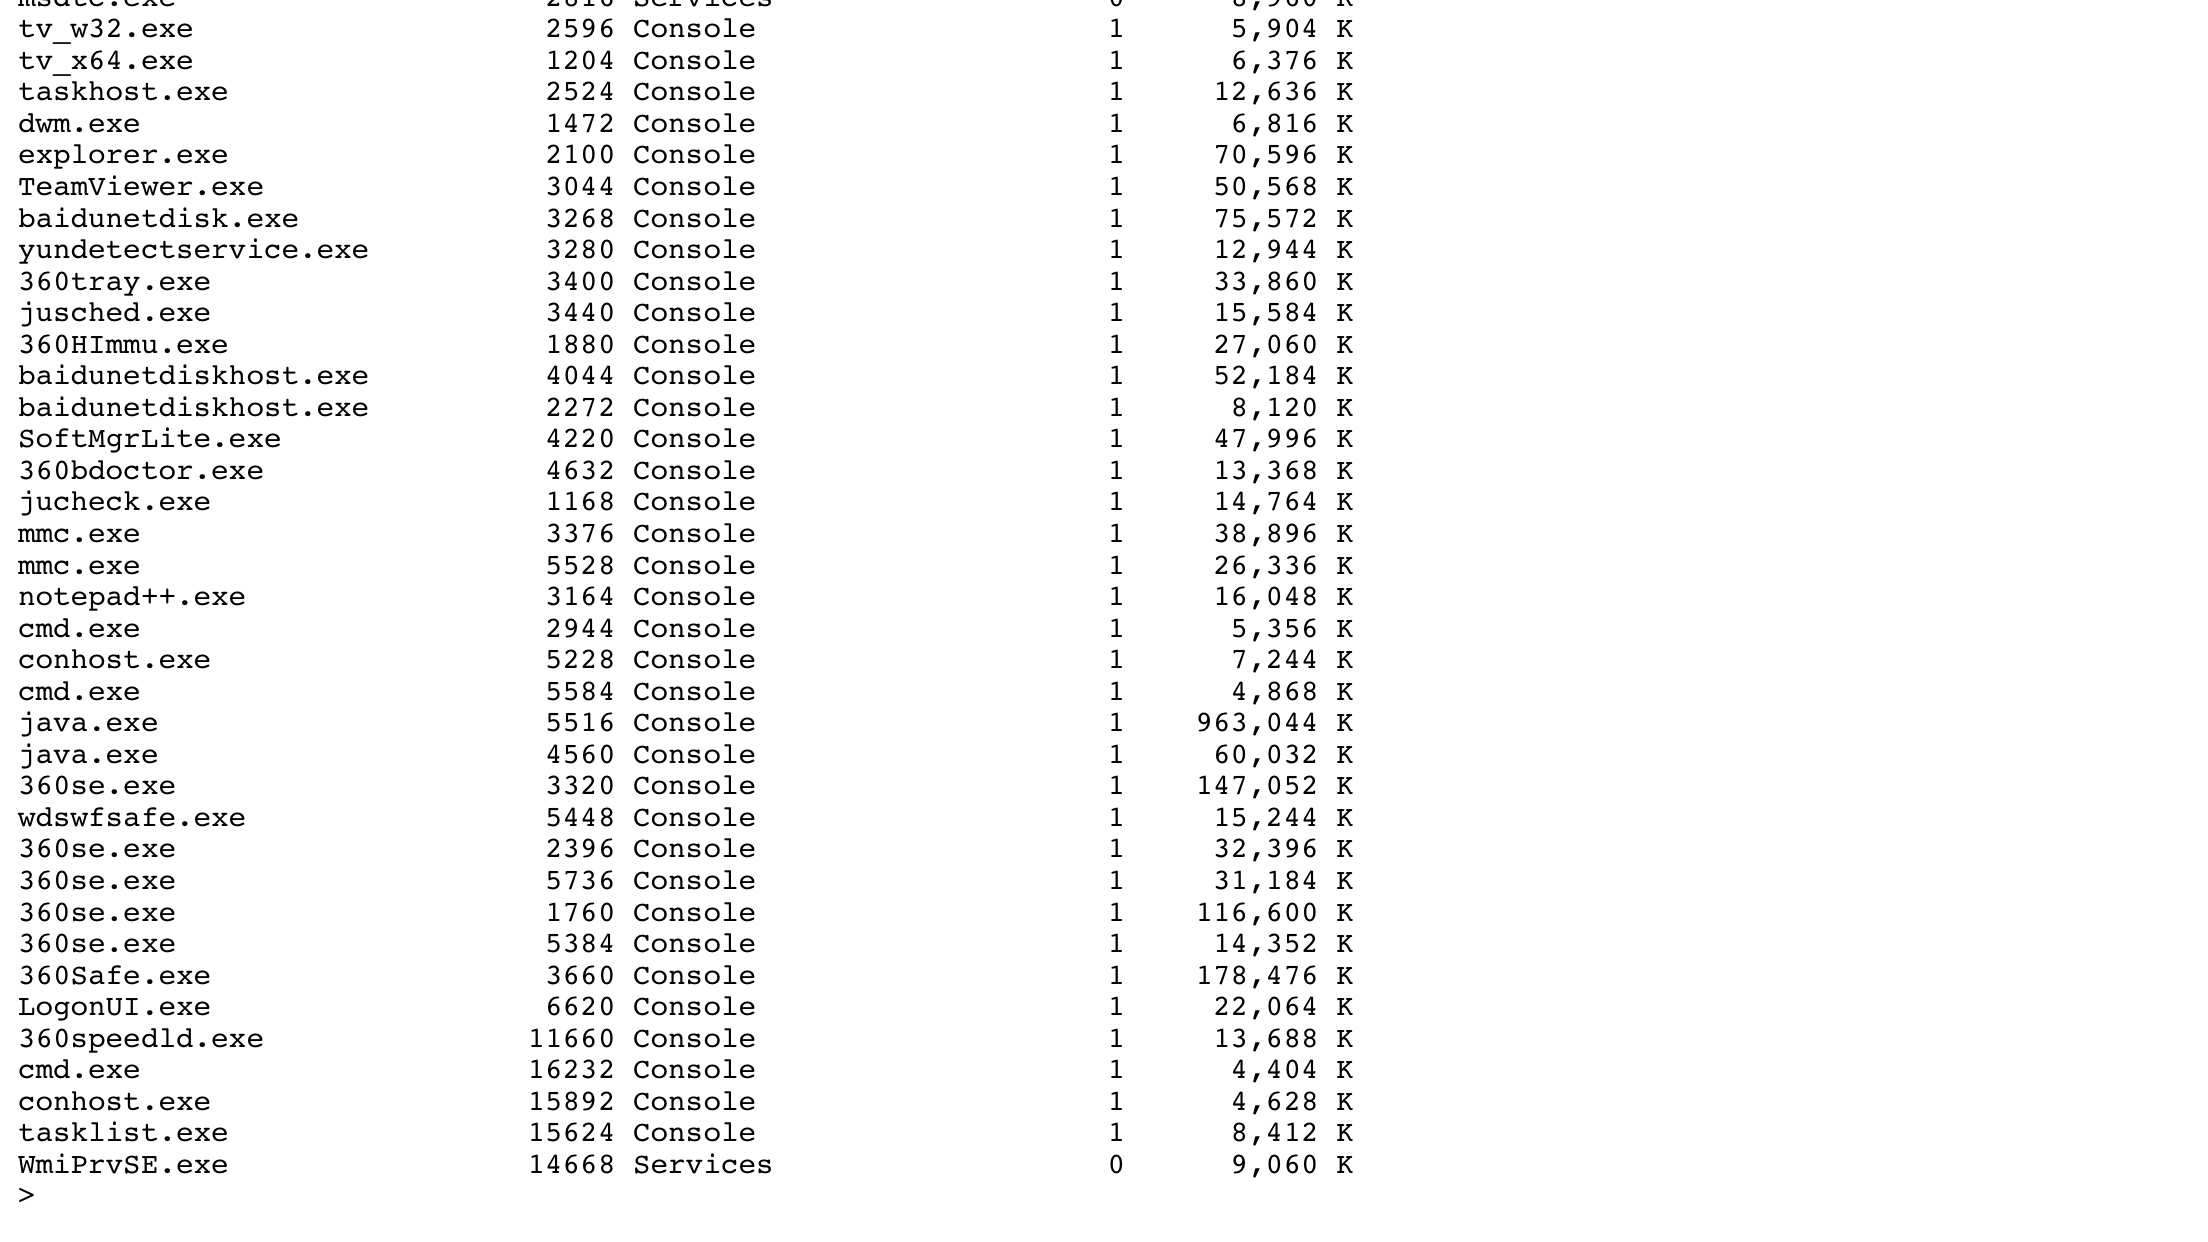 msdtc.exe 2816 Services 0 8,960 K
tv_w32.exe 2596 Console 1 5,904 K
tv_x64.exe 1204 Console 1 6,376 K
taskhost.exe 2524 Console 1 12,636 K
dwm.exe 1472 Console 1 6,816 K
explorer.exe 2100 Console 1 70,596 K
TeamViewer.exe 3044 Console 1 50,568 K
baidunetdisk.exe 3268 Console 1 75,572 K
yundetectservice.exe 3280 Console 1 12,944 K
360tray.exe 3400 Console 1 33,860 K
jusched.exe 3440 Console 1 15,584 K
360HImmu.exe 1880 Console 1 27,060 K
baidunetdiskhost.exe 4044 Console 1 52,184 K
baidunetdiskhost.exe 2272 Console 1 8,120 K
SoftMgrLite.exe 4220 Console 1 47,996 K
360bdoctor.exe 4632 Console 1 13,368 K
jucheck.exe 1168 Console 1 14,764 K
mmc.exe 3376 Console 1 38,896 K
mmc.exe 5528 Console 1 26,336 K
notepad++.exe 3164 Console 1 16,048 K
cmd.exe 2944 Console 1 5,356 K
conhost.exe 5228 Console 1 7,244 K
cmd.exe 5584 Console 1 4,868 K
java.exe 5516 Console 1 963,044 K
java.exe 4560 Console 1 60,032 K
360se.exe 3320 Console 1 147,052 K
wdswfsafe.exe 5448 Console 1 15,244 K
360se.exe 2396 Console 1 32,396 K
360se.exe 5736 Console 1 31,184 K
360se.exe 1760 Console 1 116,600 K
360se.exe 5384 Console 1 14,352 K
360Safe.exe 3660 Console 1 178,476 K
LogonUI.exe 6620 Console 1 22,064 K
360speedld.exe 11660 Console 1 13,688 K
cmd.exe 16232 Console 1 4,404 K
conhost.exe 15892 Console 1 4,628 K
tasklist.exe 15624 Console 1 8,412 K
WmiPrvSE.exe 14668 Services 0 9,060 K
>